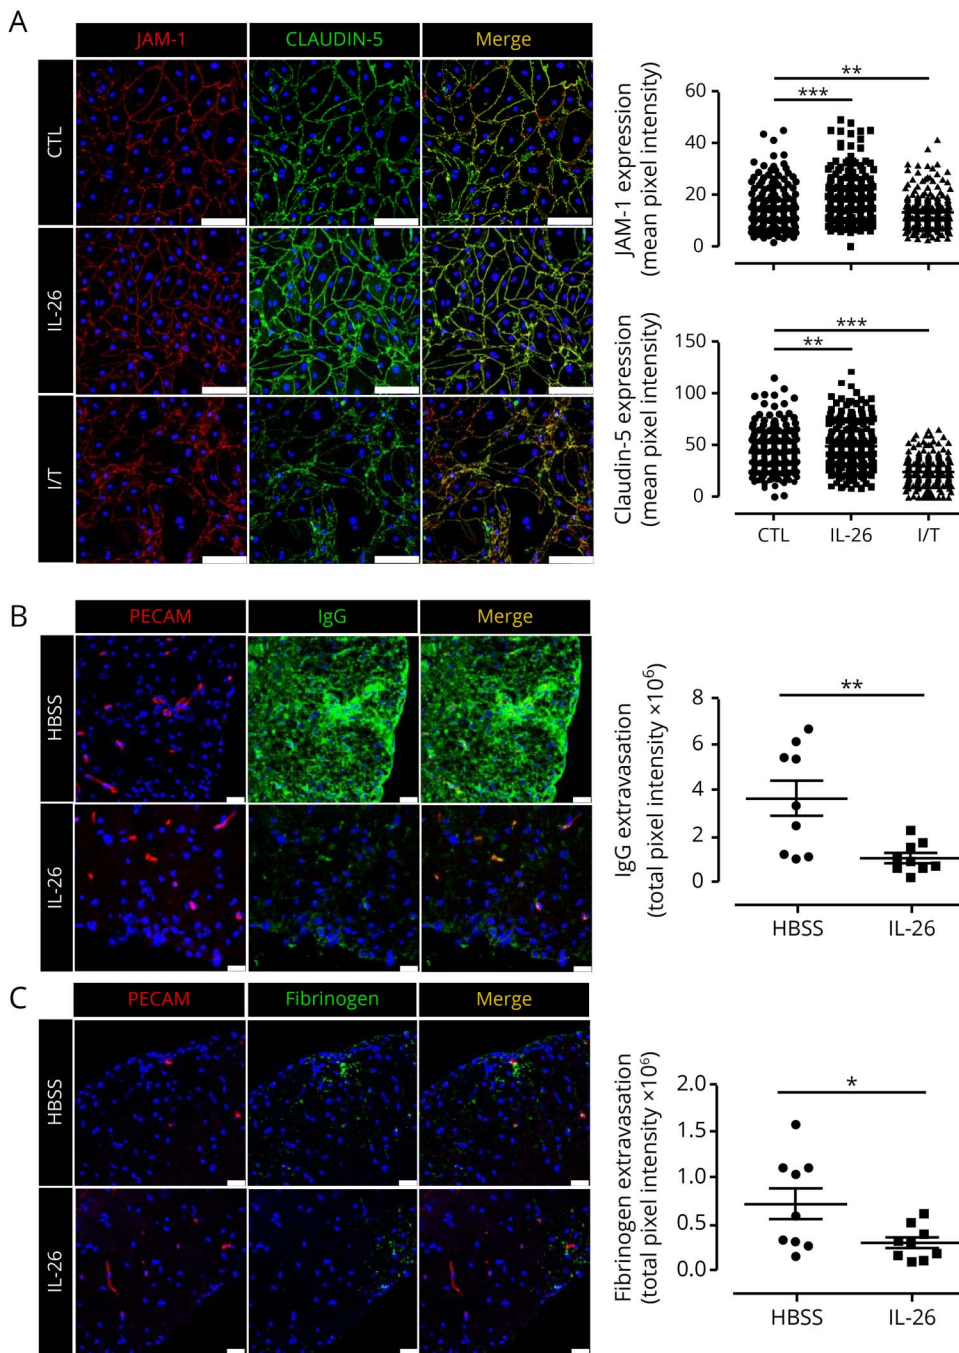 A
JAM-1
CLAUDIN-5
Merge
CTL
IL-26
I/T
JAM-1 expression
(mean pixel intensity)
60
40
20
0
**
***
Claudin-5 expression
(mean pixel intensity)
150
100
50
0
***
**
CTL
IL-26
I/T
B
PECAM
IgG
Merge
HBSS
IL-26
IgG extravasation
(total pixel intensity ×10⁶)
8
6
4
2
0
**
HBSS
IL-26
C
PECAM
Fibrinogen
Merge
HBSS
IL-26
Fibrinogen extravasation
(total pixel intensity ×10⁶)
2.0
1.5
1.0
0.5
0.0
*
HBSS
IL-26